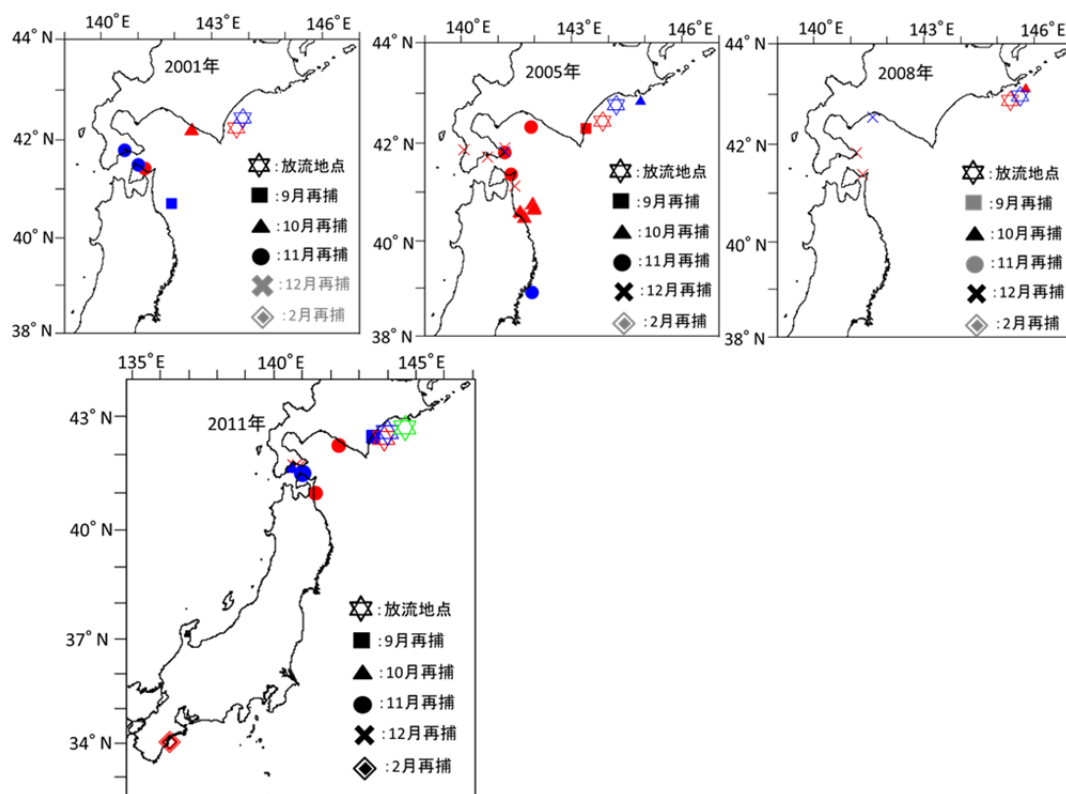 140°E 143°E 146°E
44°N
2001年
42°N
40°N
38°N
:放流地点
:9月再捕
:10月再捕
:11月再捕
:12月再捕
:2月再捕
140°E 143°E 146°E
44°N
2005年
42°N
40°N
38°N
:放流地点
:9月再捕
:10月再捕
:11月再捕
:12月再捕
:2月再捕
140°E 143°E 146°E
44°N
2008年
42°N
40°N
38°N
:放流地点
:9月再捕
:10月再捕
:11月再捕
:12月再捕
:2月再捕
135°E 140°E 145°E
2011年
43°N
40°N
37°N
34°N
:放流地点
:9月再捕
:10月再捕
:11月再捕
:12月再捕
:2月再捕